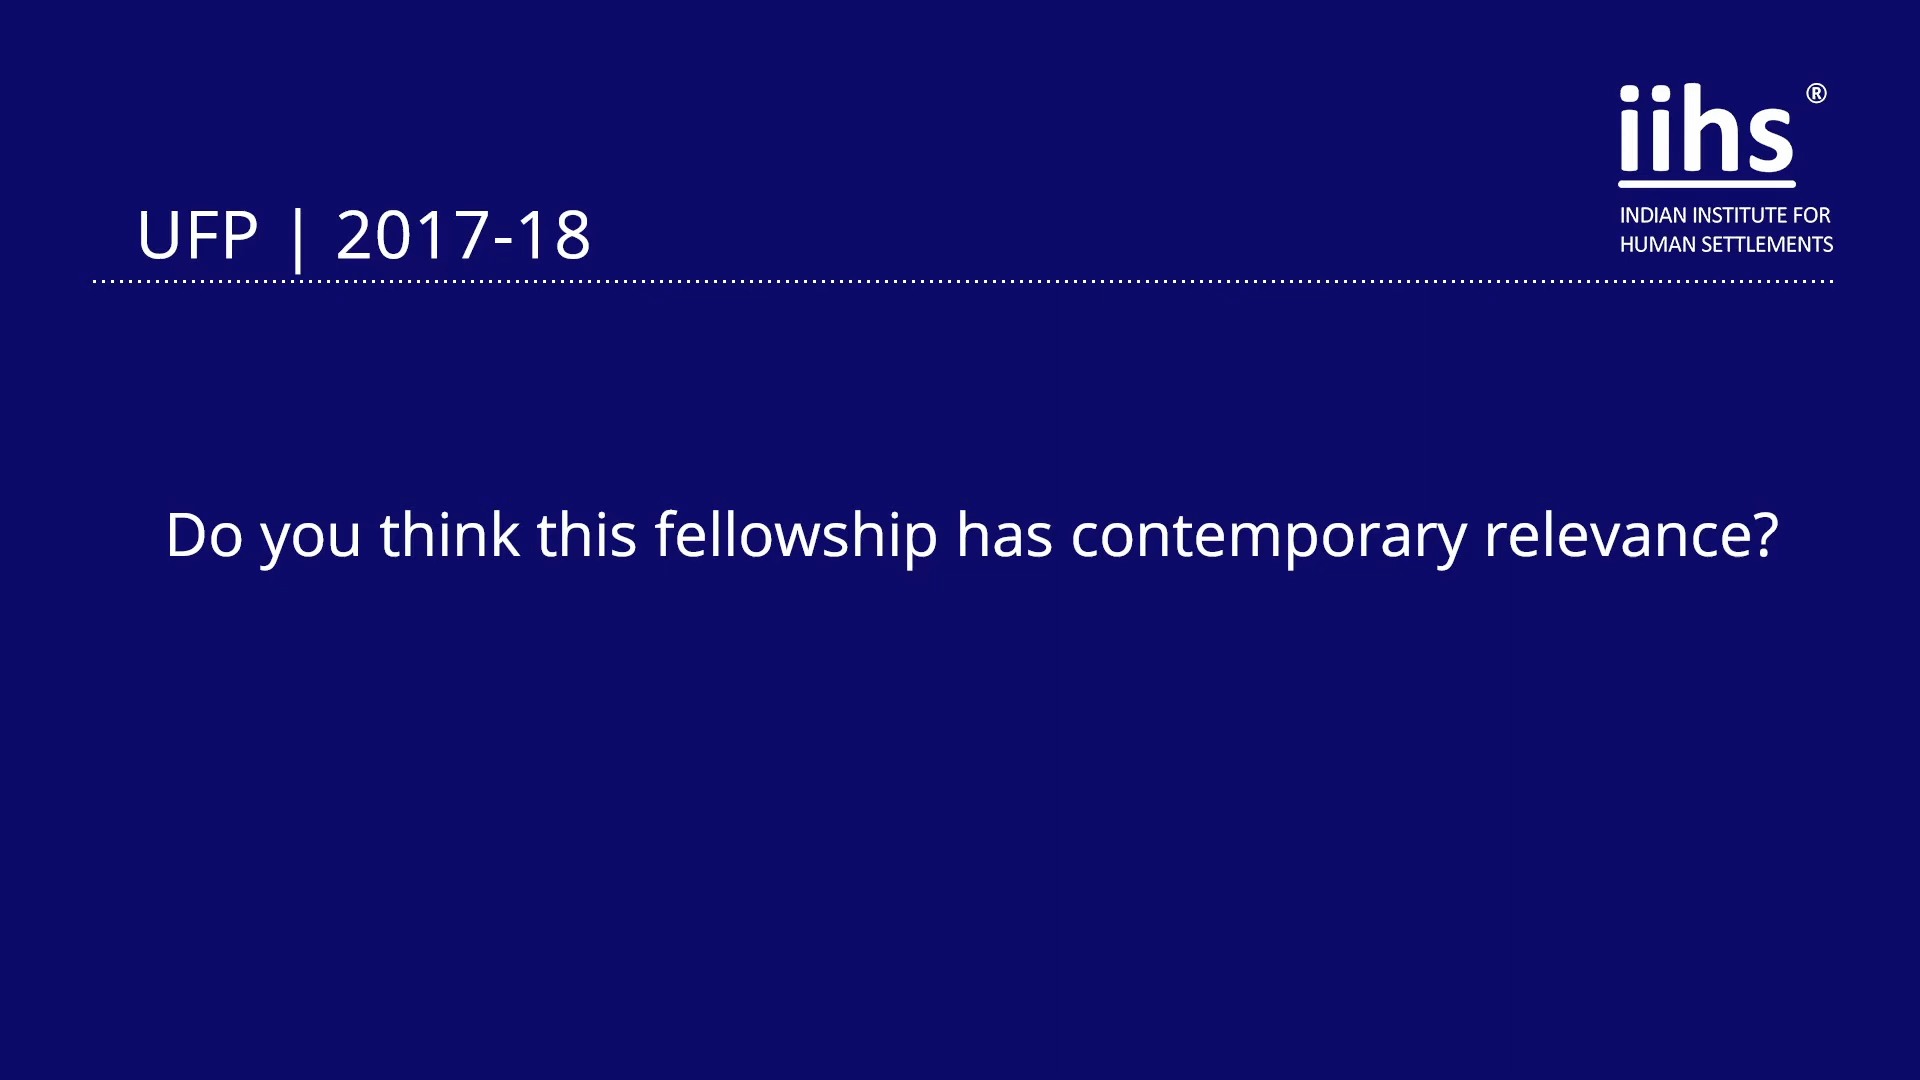 iihs ®
INDIAN INSTITUTE FOR
HUMAN SETTLEMENTS
UFP | 2017-18
Do you think this fellowship has contemporary relevance?